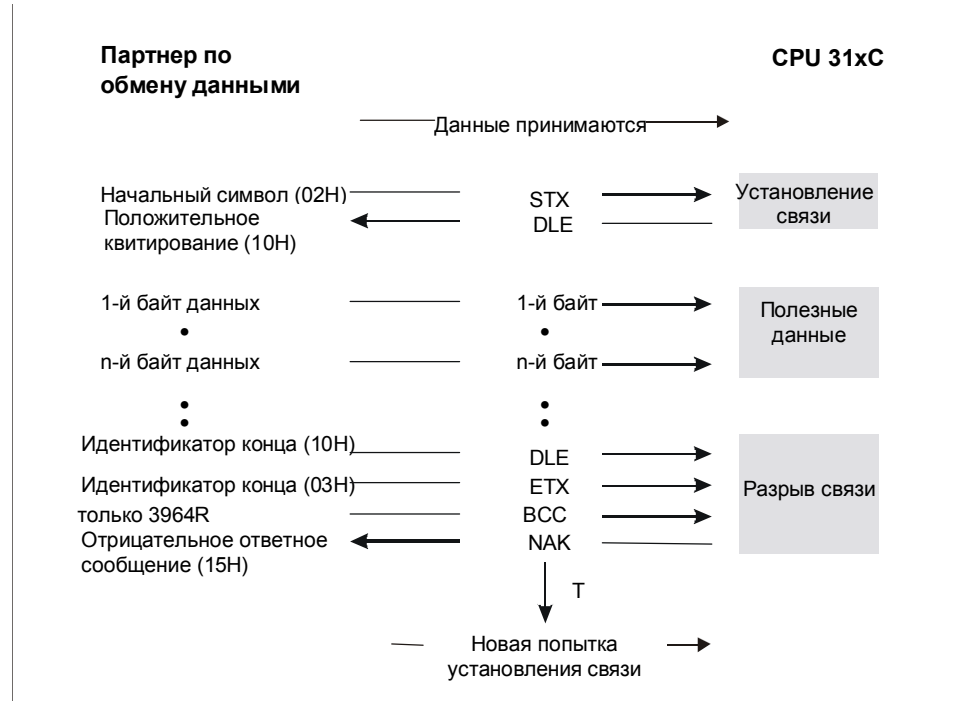 Партнер по
обмену данными
CPU 31xC
Данные принимаются
Начальный символ (02H)
STX
Установление
связи
Положительное
квитирование (10H)
DLE
1-й байт данных
1-й байт
Полезные
данные
n-й байт данных
n-й байт
Идентификатор конца (10H)
DLE
Идентификатор конца (03H)
ETX
Разрыв связи
только 3964R
BCC
Отрицательное ответное
сообщение (15H)
NAK
T
Новая попытка
установления связи